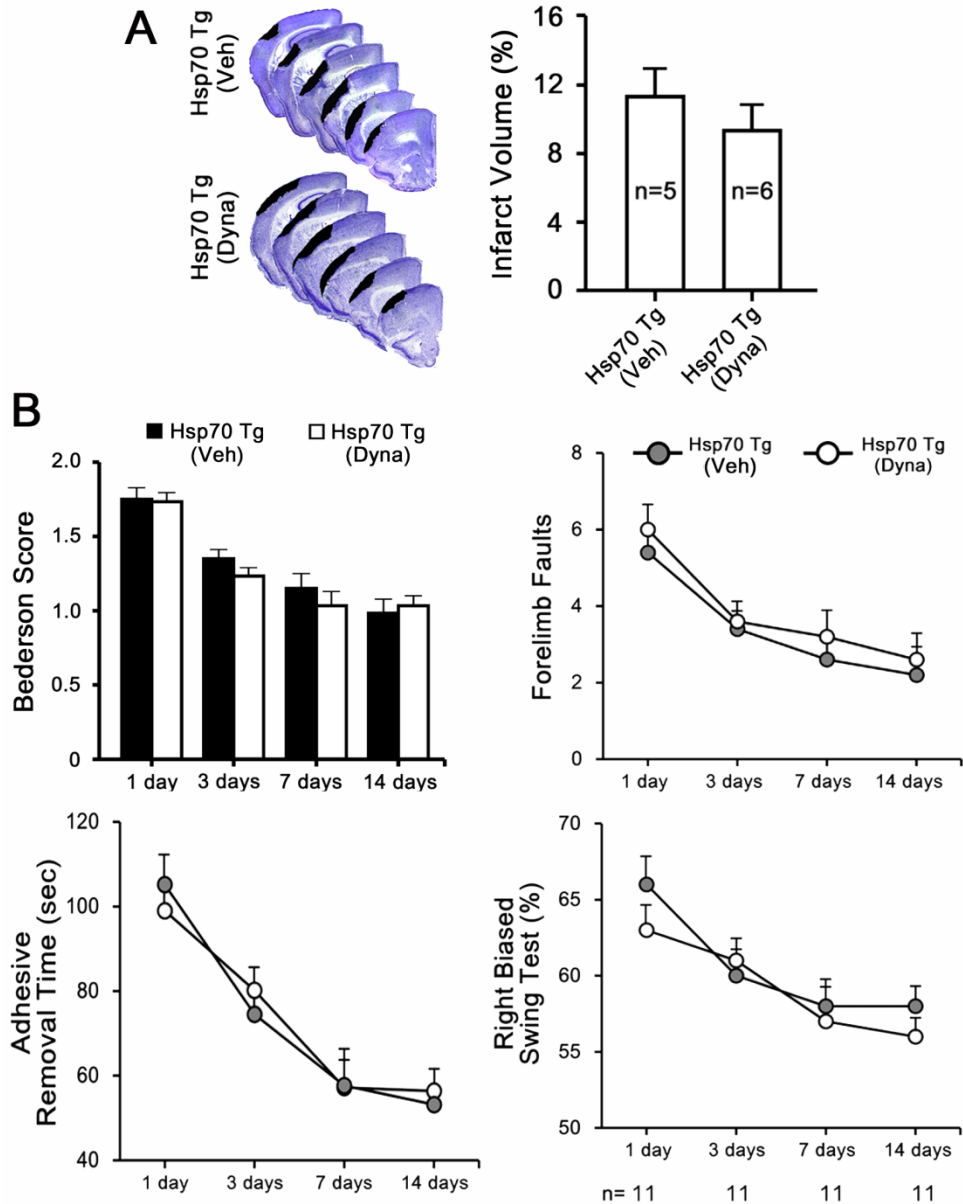 A
Hsp70 Tg
(Veh)
Hsp70 Tg
(Dyna)
Infarct Volume (%)
16
12
8
4
0
n=5
n=6
Hsp70 Tg
(Veh)
Hsp70 Tg
(Dyna)
B
Hsp70 Tg
(Veh)
Hsp70 Tg
(Dyna)
Bederson Score
2.0
1.5
1.0
0.5
0
1 day
3 days
7 days
14 days
Hsp70 Tg
(Veh)
Hsp70 Tg
(Dyna)
Forelimb Faults
8
6
4
2
0
1 day
3 days
7 days
14 days
Adhesive
Removal Time (sec)
120
100
80
60
40
1 day
3 days
7 days
14 days
Right Biased
Swing Test (%)
70
65
60
55
50
1 day
3 days
7 days
14 days
n= 11 11 11 11